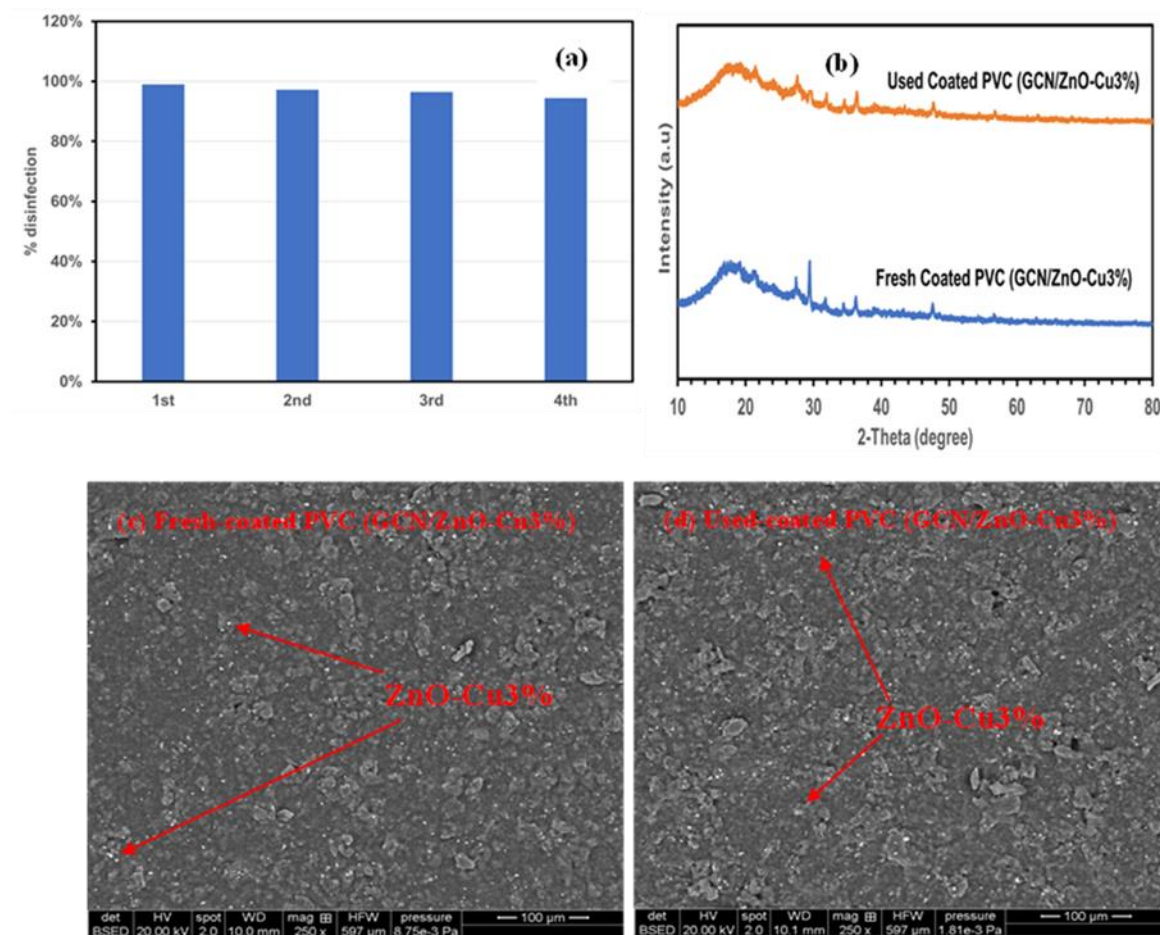 120%
(a)
100%
80%
60%
40%
20%
0%
% disinfection
1st 2nd 3rd 4th
(b)
Used Coated PVC (GCN/ZnO-Cu3%)
Fresh Coated PVC (GCN/ZnO-Cu3%)
Intensity (a.u)
10 20 30 40 50 60 70 80
2-Theta (degree)
(c) Fresh-coated PVC (GCN/ZnO-Cu3%)
ZnO-Cu3%
det HV spot WD mag HFW pressure 100 µm
BSED 20.00 kV 2.0 10.0 mm 250 x 597 µm 8.75e-3 Pa
(d) Used-coated PVC (GCN/ZnO-Cu3%)
ZnO-Cu3%
det HV spot WD mag HFW pressure 100 µm
BSED 20.00 kV 2.0 10.1 mm 250 x 597 µm 1.81e-3 Pa